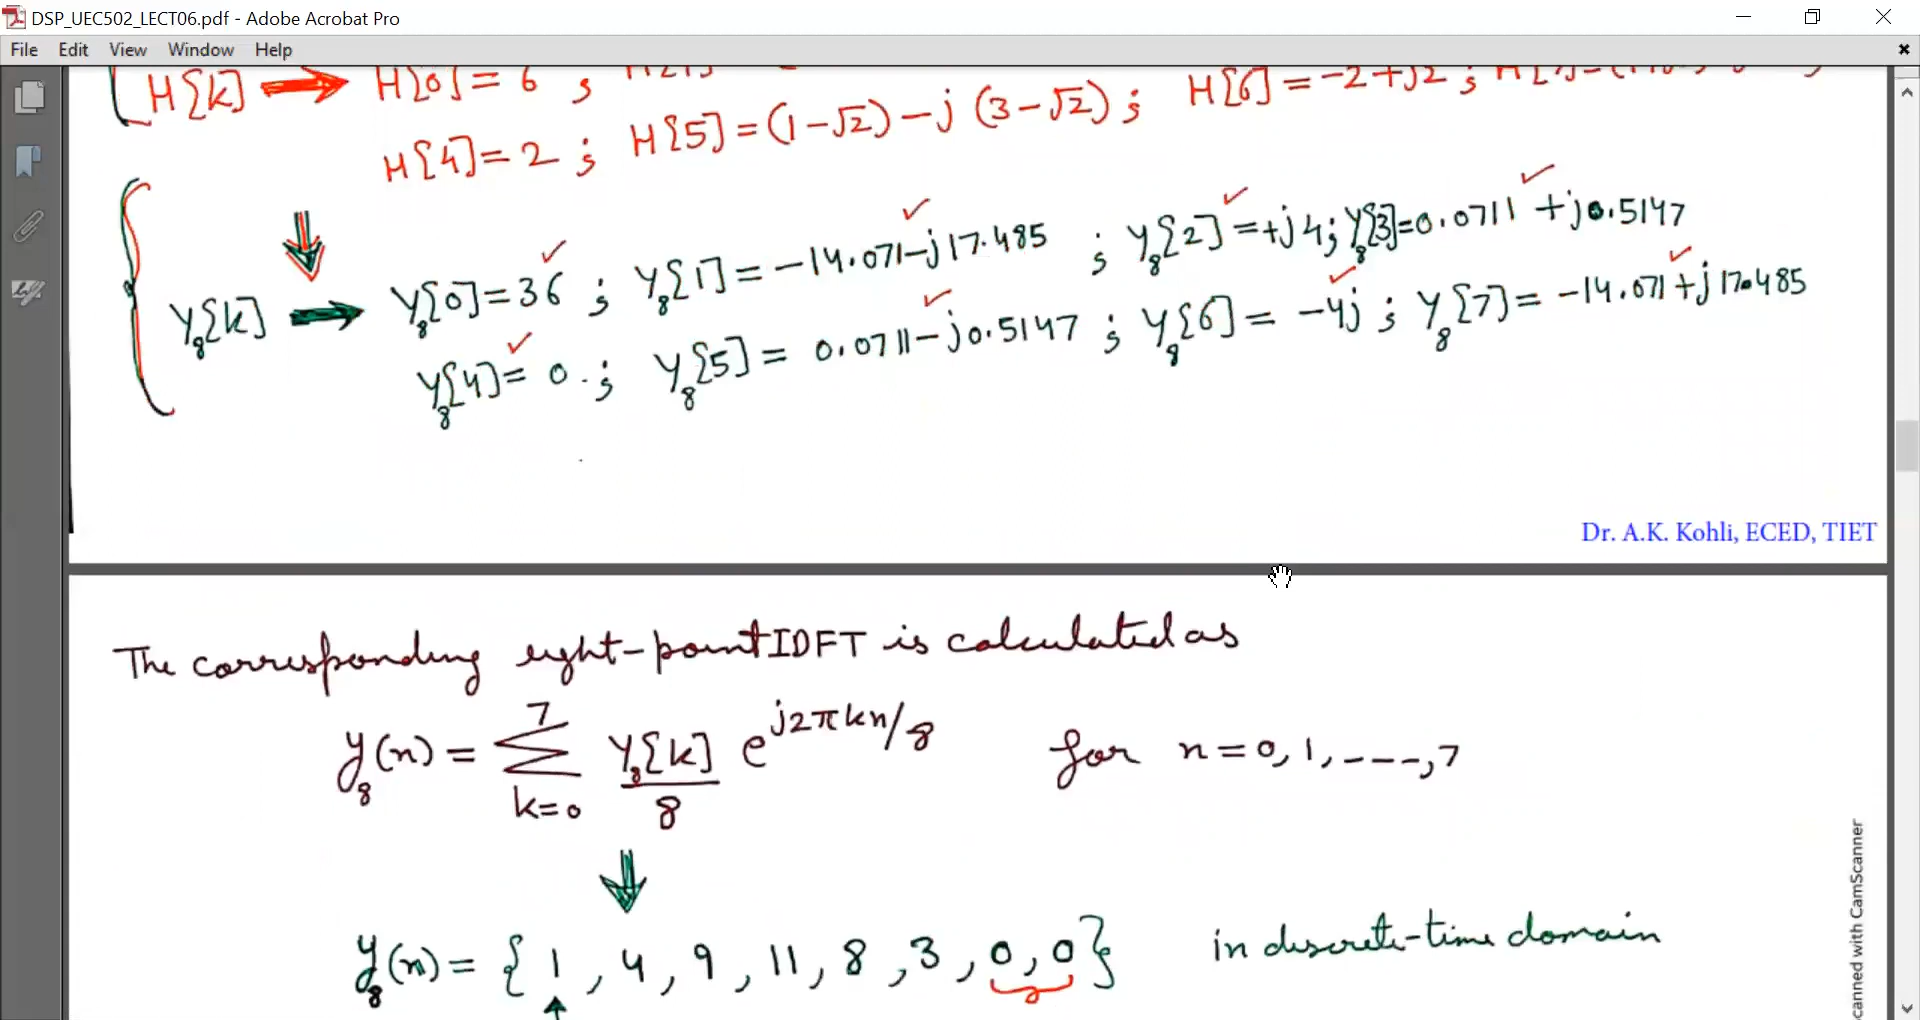 DSP_UEC502_LECT06.pdf - Adobe Acrobat Pro
File Edit View Window Help
H[k] → H[0] = 6 ; H[6] = -2+j2 ;
H[4] = 2 ; H[5] = (1-√2) - j (3-√2) ;
Y₈[k] → Y₈[0] = 36 ; Y₈[1] = -14.071-j17.485 ; Y₈[2] = +j4 ; Y₈[3] = 0.0711 + j0.5147
Y₈[4] = 0 . ; Y₈[5] = 0.0711-j0.5147 ; Y₈[6] = -4j ; Y₈[7] = -14.071+j17.485
Dr. A.K. Kohli, ECED, TIET
The corresponding eight-point IDFT is calculated as
y₈(n) = Σ_{k=0}^{7} Y₈[k]/8 e^{j2πkn/8} for n = 0, 1, ----, 7
y₈(n) = { 1 , 4 , 9 , 11 , 8 , 3 , 0 , 0 } in discrete-time domain
canned with CamScanner